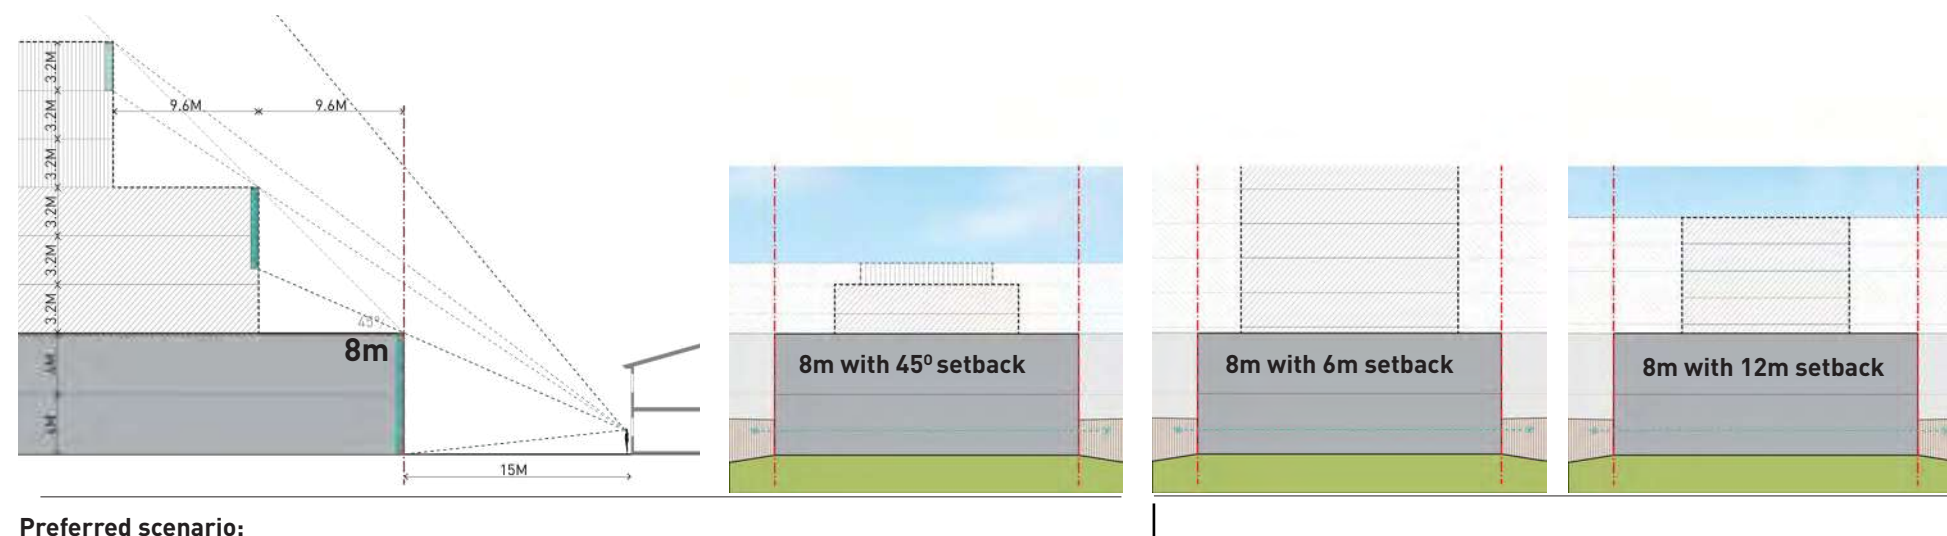 3.2M
3.2M
3.2M
3.2M
3.2M
3.2M
4M
4M
9.6M
9.6M
45°
8m
15M
8m with 45⁰ setback
8m with 6m setback
8m with 12m setback
Preferred scenario: